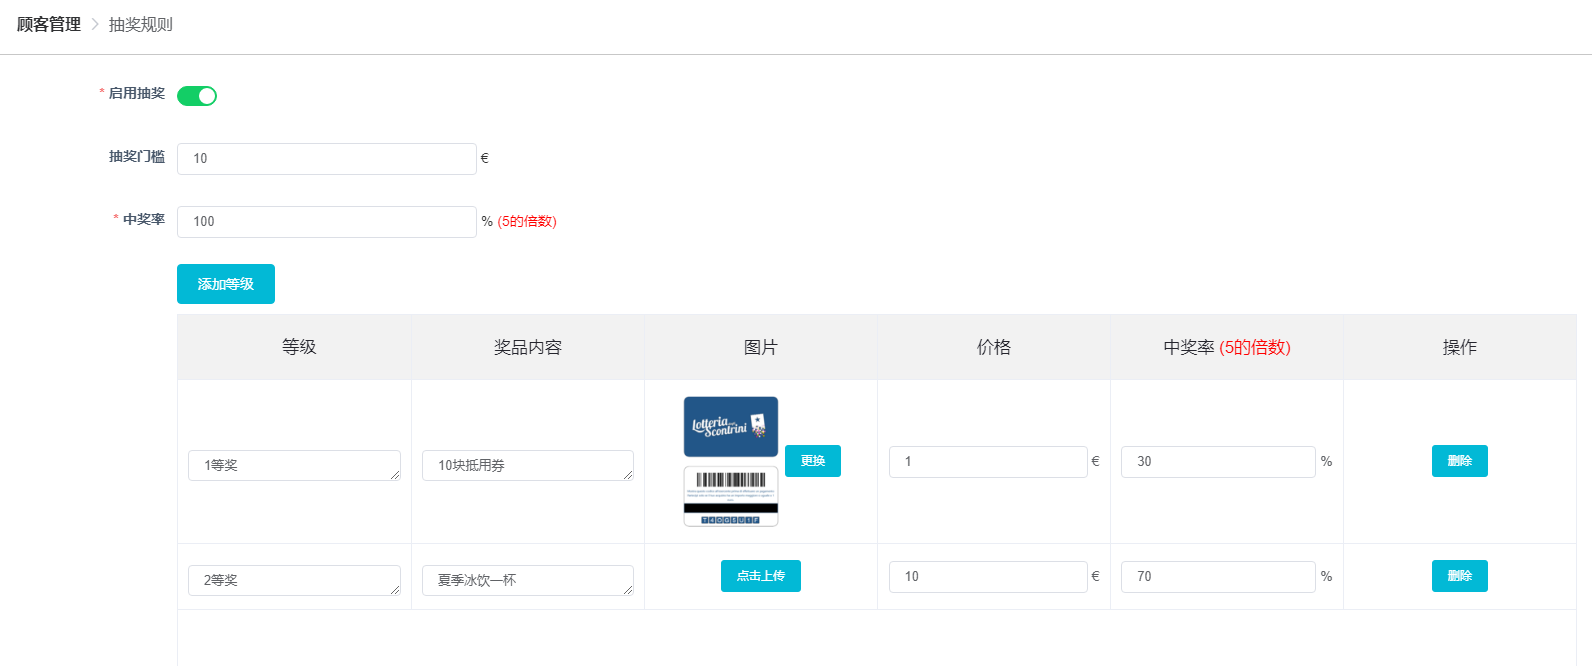 顾客管理 > 抽奖规则
* 启用抽奖
抽奖门槛 10 €
* 中奖率 100 % (5的倍数)
添加等级
等级 奖品内容 图片 价格 中奖率 (5的倍数) 操作
Lotteria
Scontrini
1等奖 10块抵用券 更换 1 € 30 % 删除
2等奖 夏季冰饮一杯 点击上传 10 € 70 % 删除